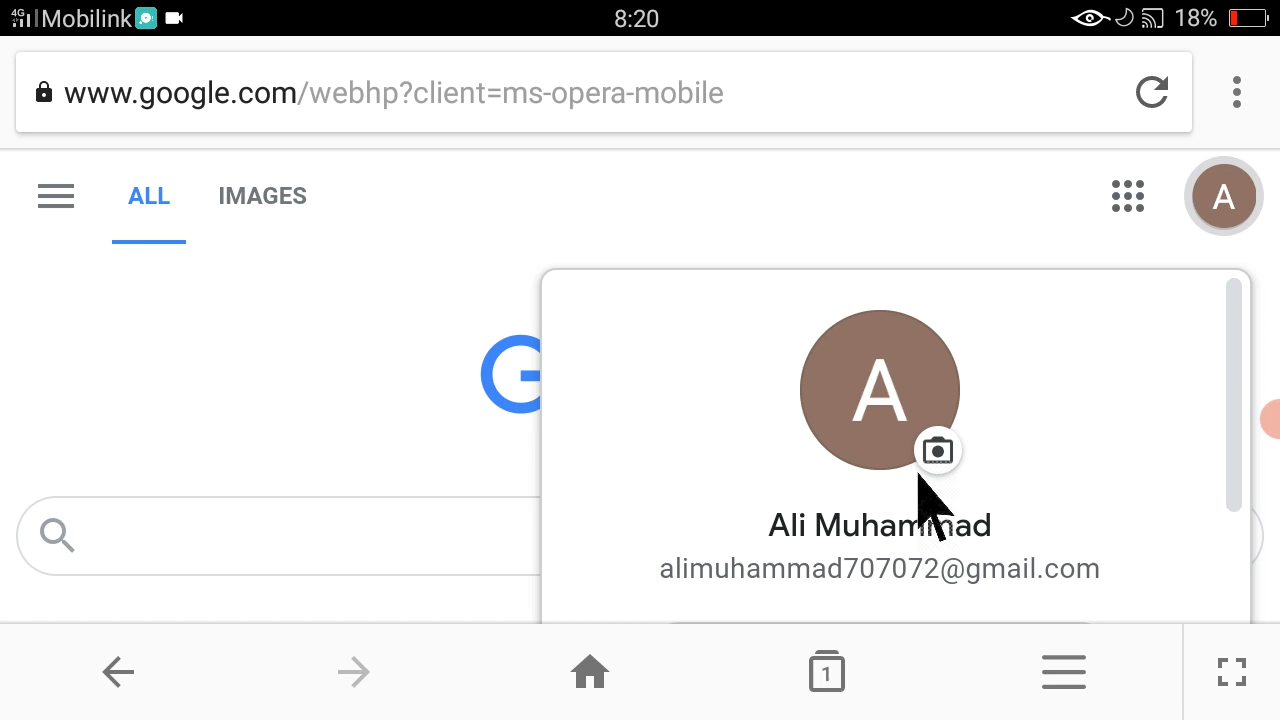 4G Mobilink 8:20 18%
www.google.com/webhp?client=ms-opera-mobile
ALL IMAGES A
G
A
Ali Muhammad
alimuhammad707072@gmail.com
1